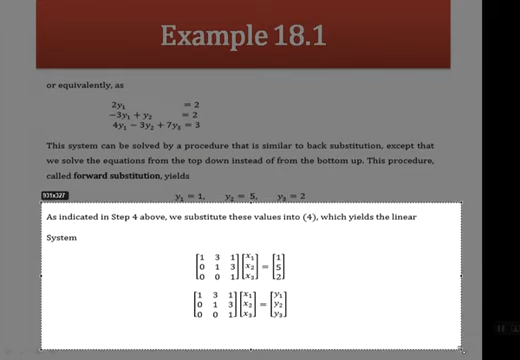 Example 18.1
or equivalently, as
2y₁ = 2
−3y₁ + y₂ = 2
4y₁ − 3y₂ + 7y₃ = 3
This system can be solved by a procedure that is similar to back substitution, except that
we solve the equations from the top down instead of from the bottom up. This procedure,
called forward substitution, yields
931x327
y₁ = 1, y₂ = 5, y₃ = 2
As indicated in Step 4 above, we substitute these values into (4), which yields the linear
System
[1 3 1] [x₁] [1]
[0 1 3] [x₂] = [5]
[0 0 1] [x₃] [2]
[1 3 1] [x₁] [y₁]
[0 1 3] [x₂] = [y₂]
[0 0 1] [x₃] [y₃]